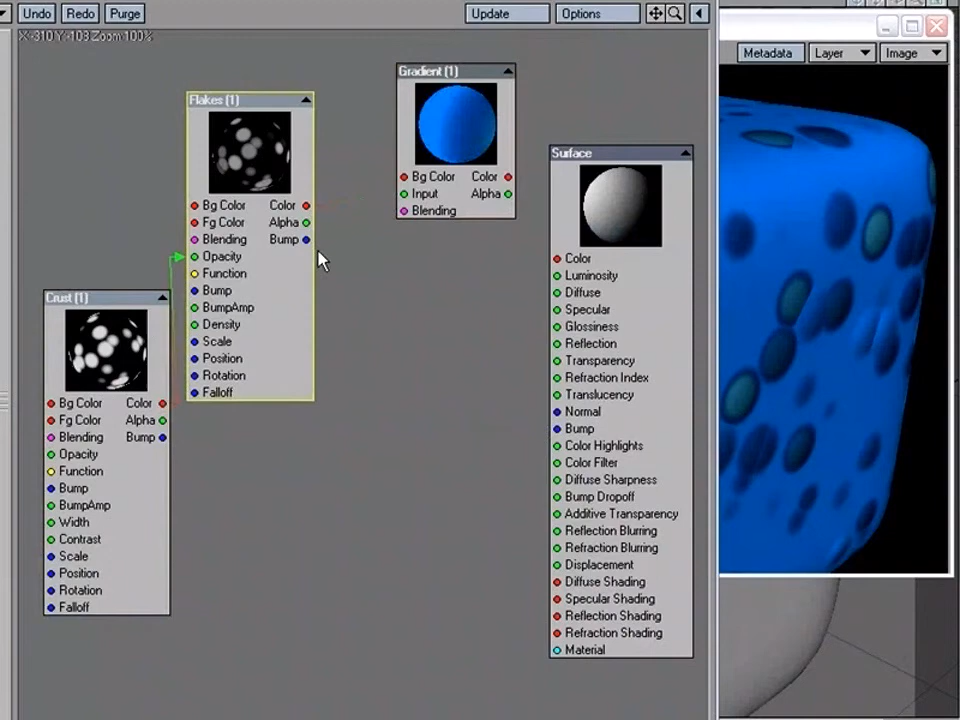 Undo Redo Purge Update Options
X -310 Y -103 Zoom 100%
Metadata Layer Image
Flakes (1)
Bg Color Color
Fg Color Alpha
Blending Bump
Opacity
Function
Bump
BumpAmp
Density
Scale
Position
Rotation
Falloff
Gradient (1)
Bg Color Color
Input Alpha
Blending
Crust (1)
Bg Color Color
Fg Color Alpha
Blending Bump
Opacity
Function
Bump
BumpAmp
Width
Contrast
Scale
Position
Rotation
Falloff
Surface
Color
Luminosity
Diffuse
Specular
Glossiness
Reflection
Transparency
Refraction Index
Translucency
Normal
Bump
Color Highlights
Color Filter
Diffuse Sharpness
Bump Dropoff
Additive Transparency
Reflection Blurring
Refraction Blurring
Displacement
Diffuse Shading
Specular Shading
Reflection Shading
Refraction Shading
Material